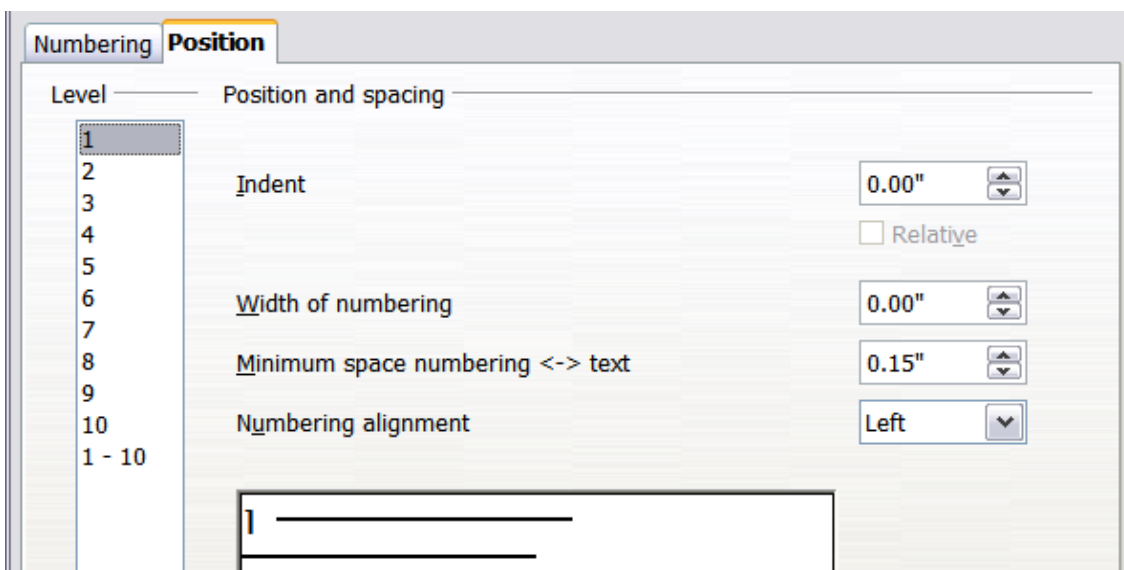 Numbering Position
Level Position and spacing
1
2
3
4
5
6
7
8
9
10
1 - 10
Indent 0.00"
Relative
Width of numbering 0.00"
Minimum space numbering <-> text 0.15"
Numbering alignment Left
1